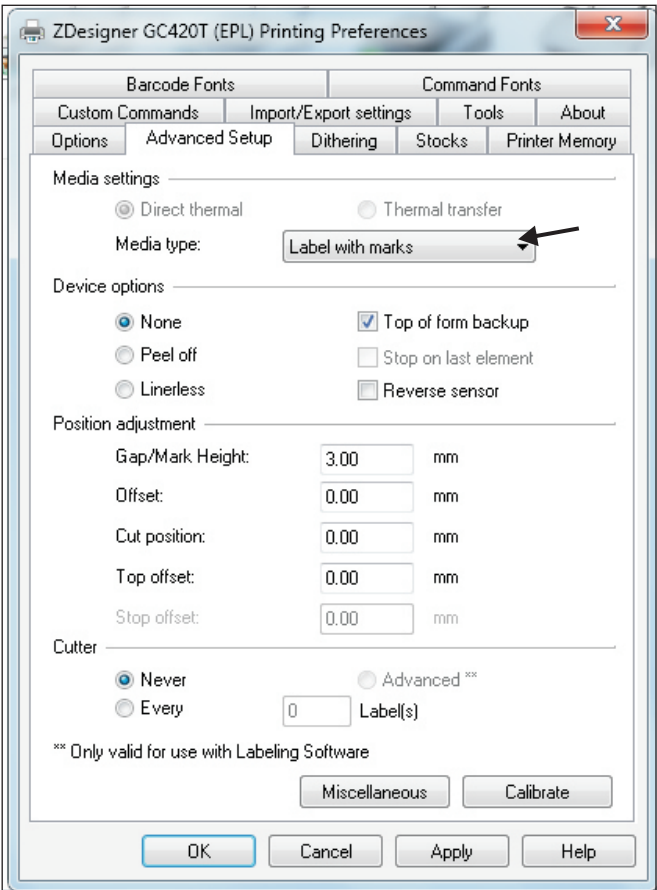 ZDesigner GC420T (EPL) Printing Preferences
Barcode Fonts Command Fonts
Custom Commands Import/Export settings Tools About
Options Advanced Setup Dithering Stocks Printer Memory
Media settings
Direct thermal Thermal transfer
Media type: Label with marks
Device options
None Top of form backup
Peel off Stop on last element
Linerless Reverse sensor
Position adjustment
Gap/Mark Height: 3.00 mm
Offset: 0.00 mm
Cut position: 0.00 mm
Top offset: 0.00 mm
Stop offset: 0.00 mm
Cutter
Never Advanced **
Every 0 Label(s)
** Only valid for use with Labeling Software
Miscellaneous Calibrate
OK Cancel Apply Help